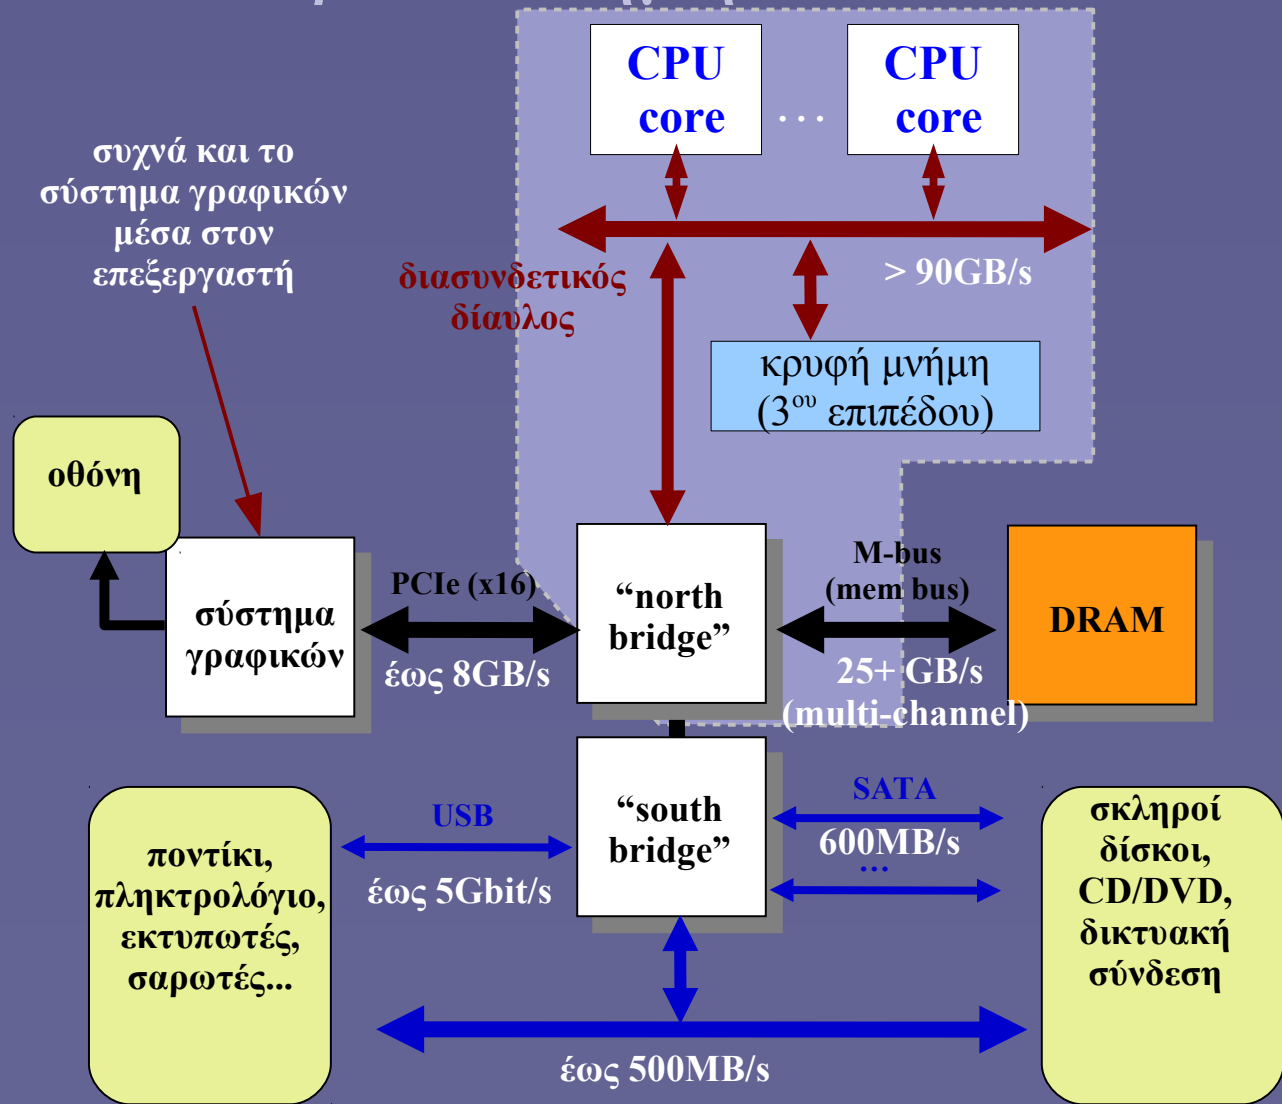 CPU
core
...
CPU
core
συχνά και το
σύστημα γραφικών
μέσα στον
επεξεργαστή
διασυνδετικός
δίαυλος
> 90GB/s
κρυφή μνήμη
(3ου επιπέδου)
οθόνη
σύστημα
γραφικών
PCIe (x16)
έως 8GB/s
“north
bridge”
M-bus
(mem bus)
25+ GB/s
(multi-channel)
DRAM
“south
bridge”
USB
έως 5Gbit/s
SATA
600MB/s
...
ποντίκι,
πληκτρολόγιο,
εκτυπωτές,
σαρωτές...
σκληροί
δίσκοι,
CD/DVD,
δικτυακή
σύνδεση
έως 500MB/s